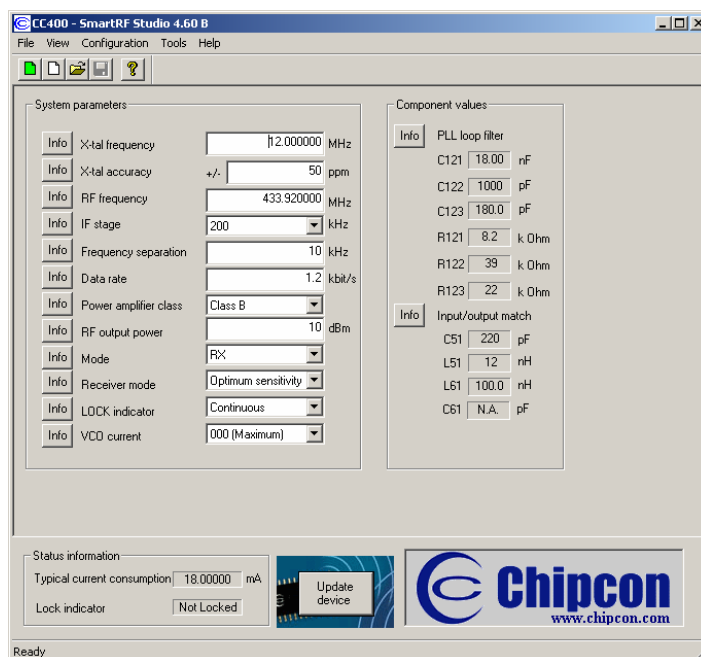 CC400 - SmartRF Studio 4.60 B
File View Configuration Tools Help
System parameters
Info X-tal frequency 12.000000 MHz
Info X-tal accuracy +/- 50 ppm
Info RF frequency 433.920000 MHz
Info IF stage 200 kHz
Info Frequency separation 10 kHz
Info Data rate 1.2 kbit/s
Info Power amplifier class Class B
Info RF output power 10 dBm
Info Mode RX
Info Receiver mode Optimum sensitivity
Info LOCK indicator Continuous
Info VCO current 000 (Maximum)
Component values
Info PLL loop filter
C121 18.00 nF
C122 1000 pF
C123 180.0 pF
R121 8.2 k Ohm
R122 39 k Ohm
R123 22 k Ohm
Info Input/output match
C51 220 pF
L51 12 nH
L61 100.0 nH
C61 N.A. pF
Status information
Typical current consumption 18.00000 mA
Lock indicator Not Locked
Update
device
Chipcon
www.chipcon.com
Ready